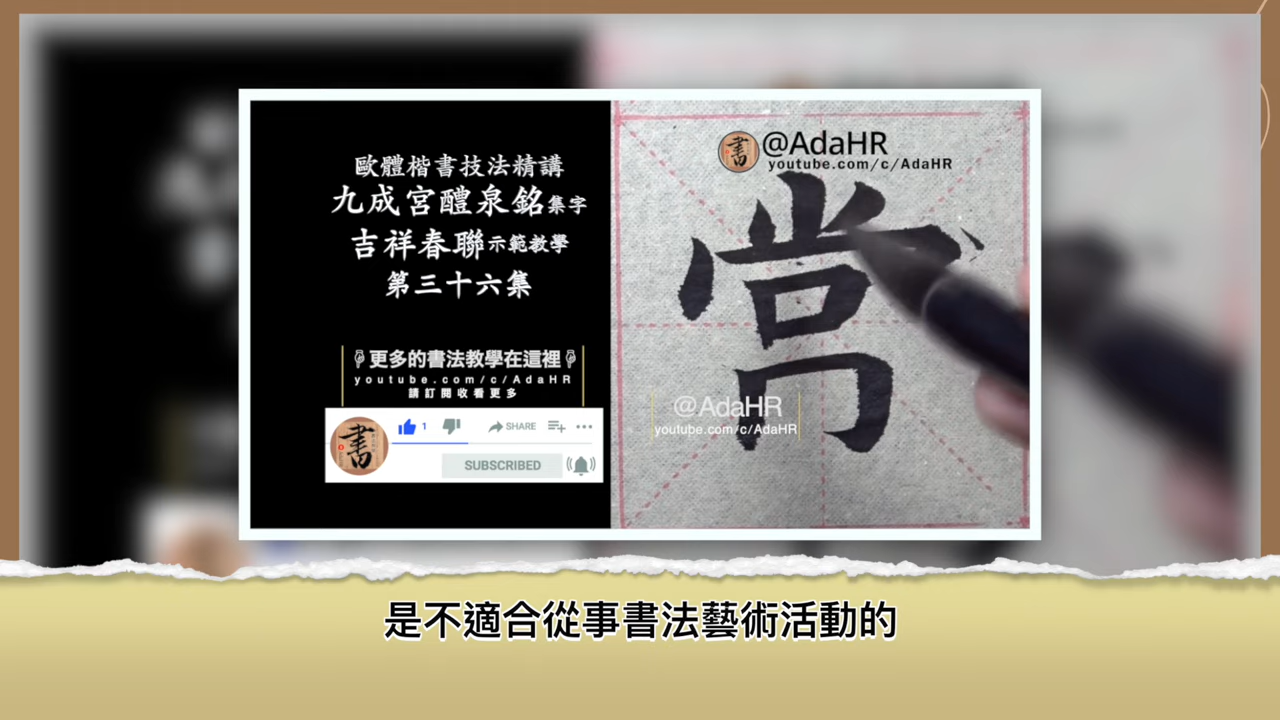 歐體楷書技法精講
九成宮醴泉銘集字
吉祥春聯示範教學
第三十六集
更多的書法教學在這裡
youtube.com/c/AdaHR
請訂閱收看更多
書
1
SHARE
SUBSCRIBED
書
@AdaHR
youtube.com/c/AdaHR
@AdaHR
youtube.com/c/AdaHR
是不適合從事書法藝術活動的